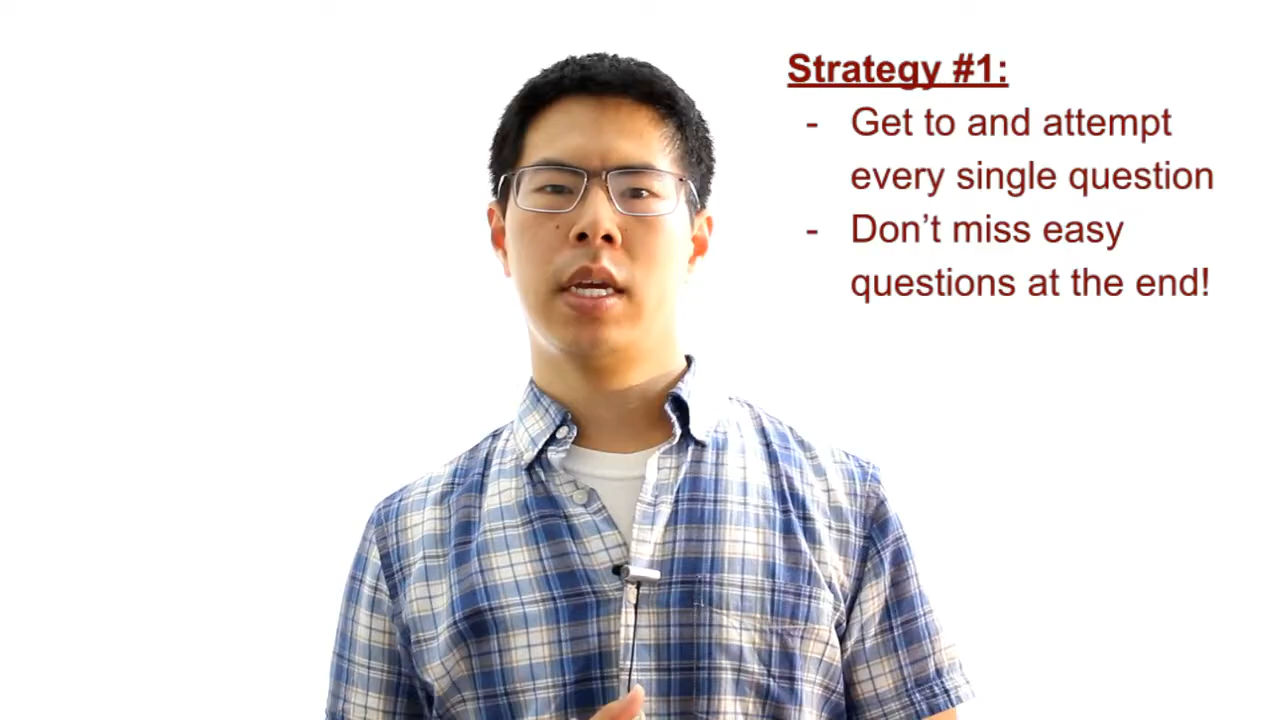 Strategy #1:
- Get to and attempt
every single question
- Don’t miss easy
questions at the end!